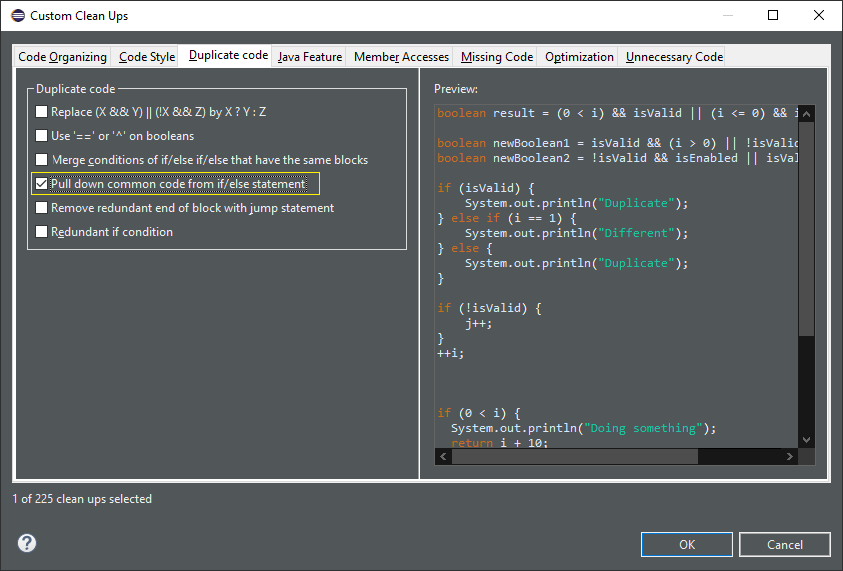 Custom Clean Ups
Code Organizing Code Style Duplicate code Java Feature Member Accesses Missing Code Optimization Unnecessary Code
Duplicate code
Replace (X && Y) || (!X && Z) by X ? Y : Z
Use '==' or '^' on booleans
Merge conditions of if/else if/else that have the same blocks
Pull down common code from if/else statement
Remove redundant end of block with jump statement
Redundant if condition
Preview:
boolean result = (0 < i) && isValid || (i <= 0) && i
boolean newBoolean1 = isValid && (i > 0) || !isValid
boolean newBoolean2 = !isValid && isEnabled || isVal
if (isValid) {
System.out.println("Duplicate");
} else if (i == 1) {
System.out.println("Different");
} else {
System.out.println("Duplicate");
}
if (!isValid) {
j++;
}
++i;
if (0 < i) {
System.out.println("Doing something");
return i + 10;
1 of 225 clean ups selected
?
OK Cancel